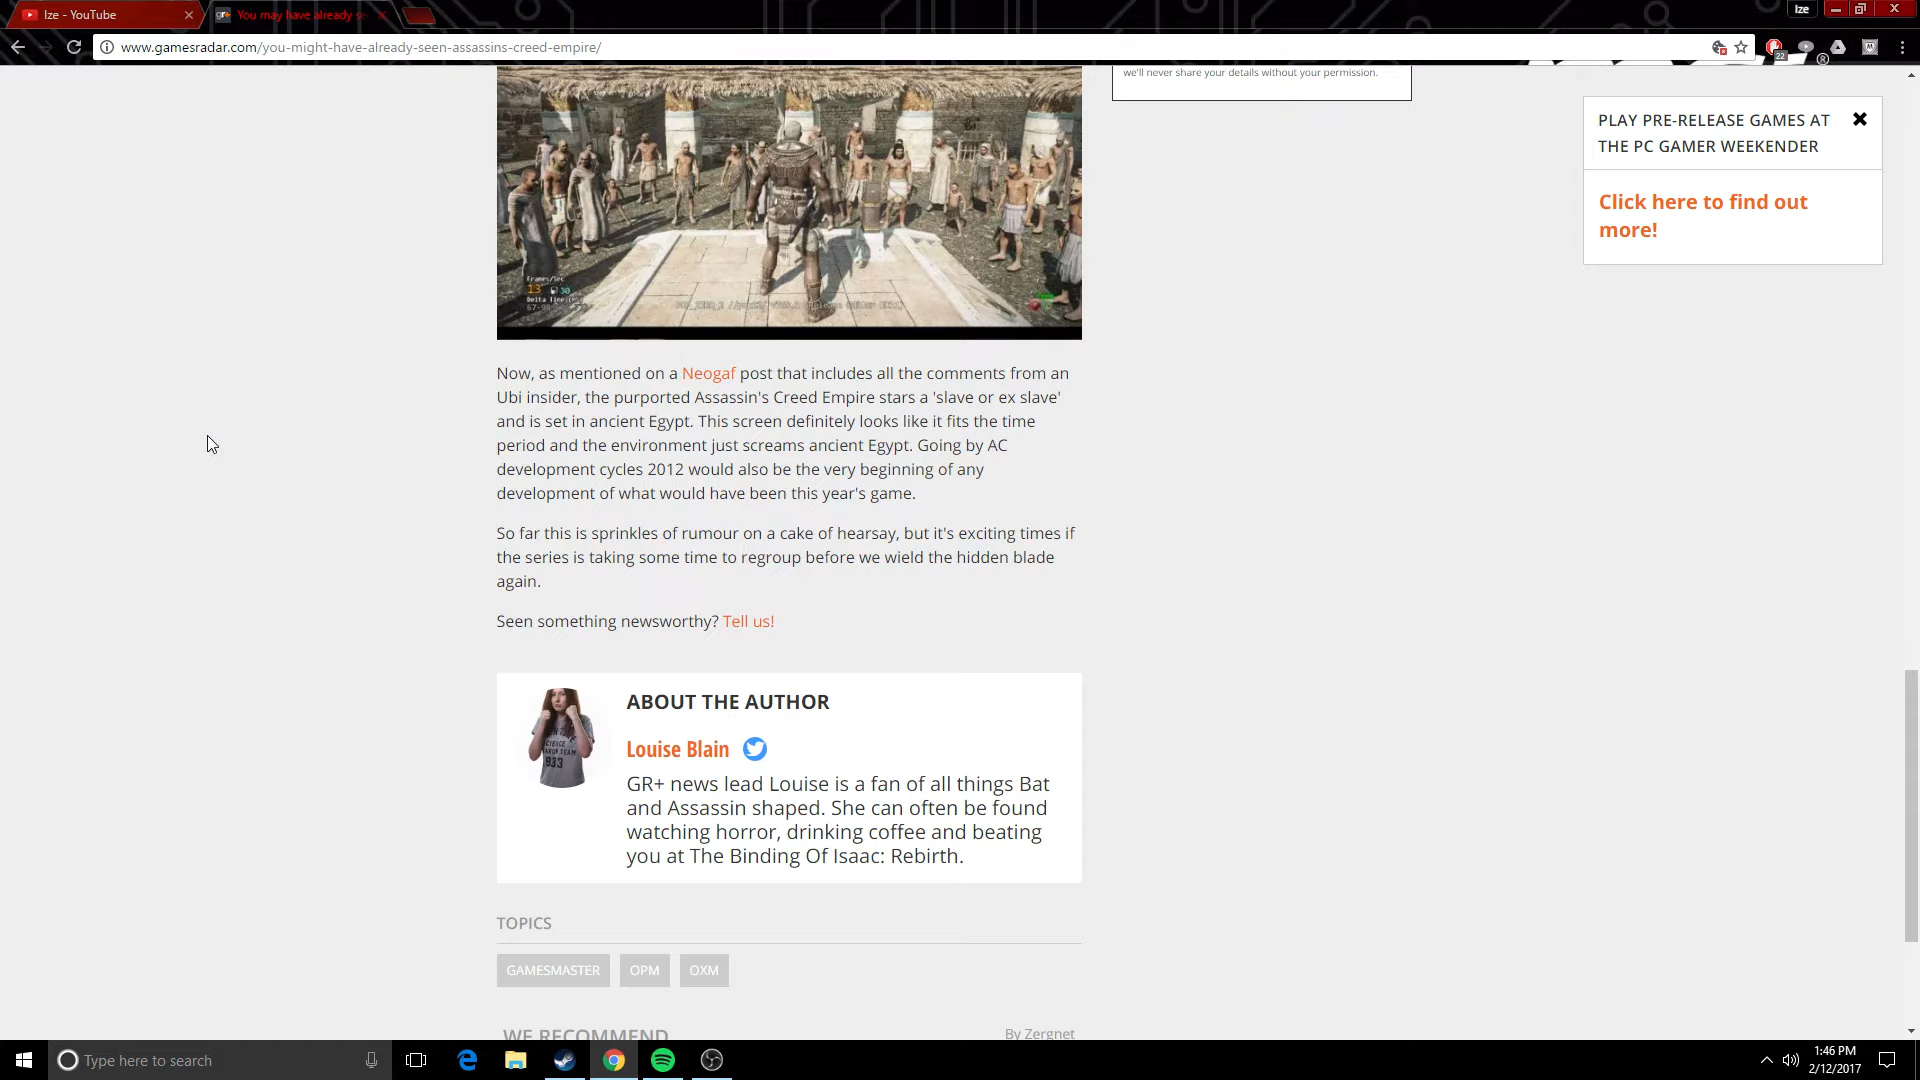 Ize - YouTube
gr+ You may have already s
Ize
www.gamesradar.com/you-might-have-already-seen-assassins-creed-empire/
22
we'll never share your details without your permission.
PLAY PRE-RELEASE GAMES AT
THE PC GAMER WEEKENDER
Click here to find out
more!
Frames/Sec
13 30
Now, as mentioned on a Neogaf post that includes all the comments from an
Ubi insider, the purported Assassin's Creed Empire stars a 'slave or ex slave'
and is set in ancient Egypt. This screen definitely looks like it fits the time
period and the environment just screams ancient Egypt. Going by AC
development cycles 2012 would also be the very beginning of any
development of what would have been this year's game.
So far this is sprinkles of rumour on a cake of hearsay, but it's exciting times if
the series is taking some time to regroup before we wield the hidden blade
again.
Seen something newsworthy? Tell us!
ABOUT THE AUTHOR
Louise Blain
GR+ news lead Louise is a fan of all things Bat
and Assassin shaped. She can often be found
watching horror, drinking coffee and beating
you at The Binding Of Isaac: Rebirth.
TOPICS
GAMESMASTER OPM OXM
WE RECOMMEND
By Zergnet
Type here to search
1:46 PM
2/12/2017